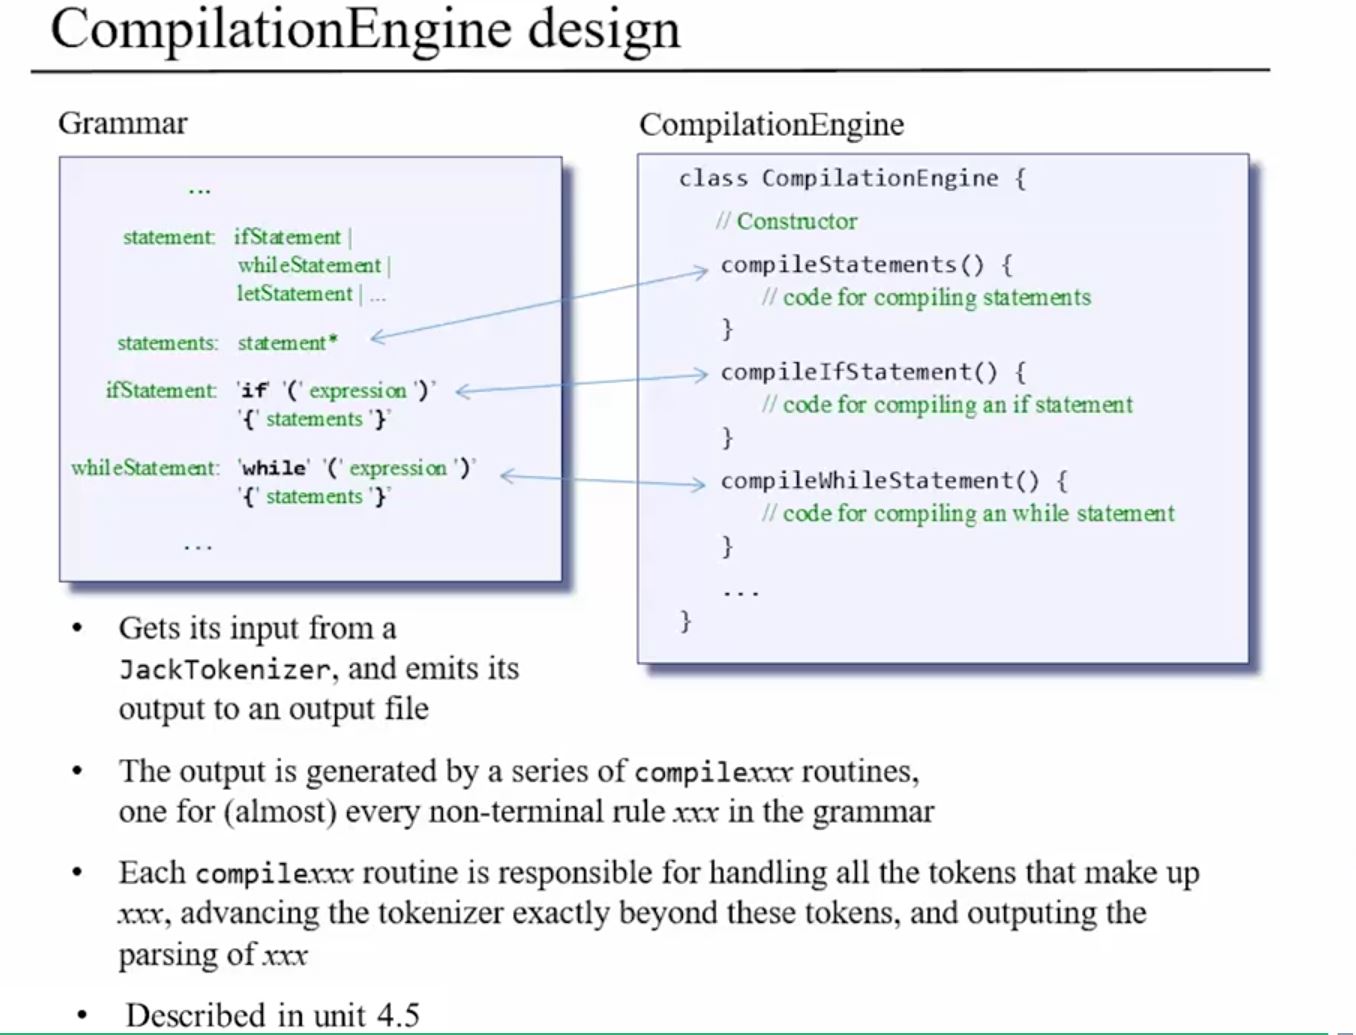 CompilationEngine design
Grammar
...
statement: ifStatement |
whileStatement |
letStatement | ...
statements: statement*
ifStatement: 'if' '(' expression ')'
'{' statements '}'
whileStatement: 'while' '(' expression ')'
'{' statements '}'
...
CompilationEngine
class CompilationEngine {
// Constructor
compileStatements() {
// code for compiling statements
}
compileIfStatement() {
// code for compiling an if statement
}
compileWhileStatement() {
// code for compiling an while statement
}
...
}
• Gets its input from a
JackTokenizer, and emits its
output to an output file
• The output is generated by a series of compilexxx routines,
one for (almost) every non-terminal rule xxx in the grammar
• Each compilexxx routine is responsible for handling all the tokens that make up
xxx, advancing the tokenizer exactly beyond these tokens, and outputing the
parsing of xxx
• Described in unit 4.5